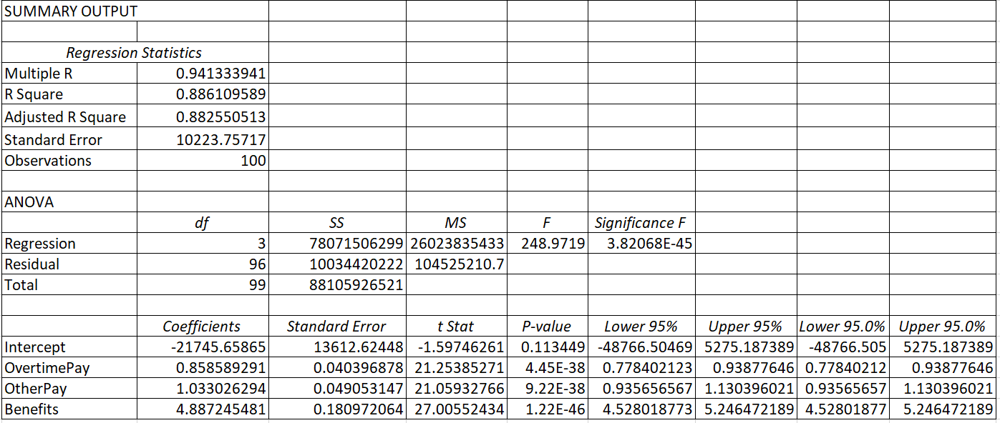 SUMMARY OUTPUT
Regression Statistics
Multiple R 0.941333941
R Square 0.886109589
Adjusted R Square 0.882550513
Standard Error 10223.75717
Observations 100
ANOVA
df SS MS F Significance F
Regression 3 78071506299 26023835433 248.9719 3.82068E-45
Residual 96 10034420222 104525210.7
Total 99 88105926521
Coefficients Standard Error t Stat P-value Lower 95% Upper 95% Lower 95.0% Upper 95.0%
Intercept -21745.65865 13612.62448 -1.59746261 0.113449 -48766.50469 5275.187389 -48766.505 5275.187389
OvertimePay 0.858589291 0.040396878 21.25385271 4.45E-38 0.778402123 0.93877646 0.77840212 0.93877646
OtherPay 1.033026294 0.049053147 21.05932766 9.22E-38 0.935656567 1.130396021 0.93565657 1.130396021
Benefits 4.887245481 0.180972064 27.00552434 1.22E-46 4.528018773 5.246472189 4.52801877 5.246472189